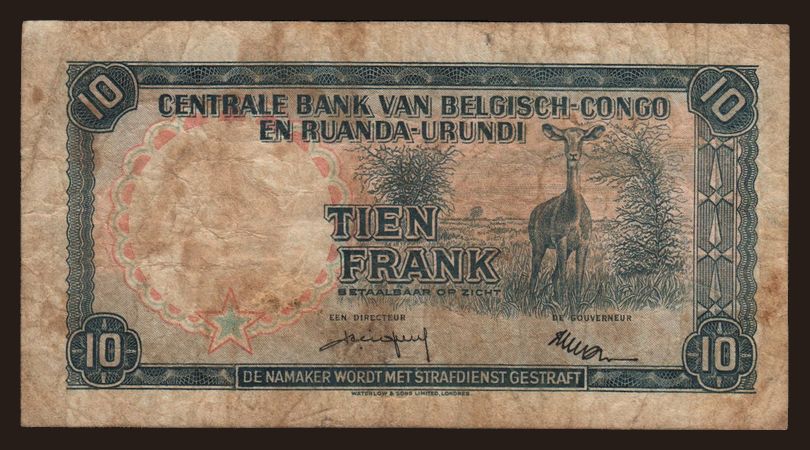 10 10
CENTRALE BANK VAN BELGISCH-CONGO
EN RUANDA-URUNDI
TIEN
FRANK
BETAALBAAR OP ZICHT
EEN DIRECTEUR DE GOUVERNEUR
10 10
DE NAMAKER WORDT MET STRAFDIENST GESTRAFT
WATERLOW & SONS LIMITED, LONDRES